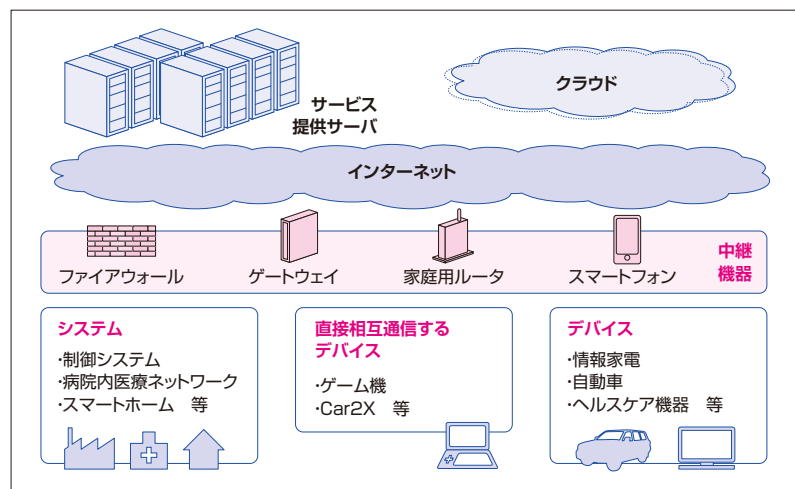 サービス
提供サーバ
クラウド
インターネット
ファイアウォール
ゲートウェイ
家庭用ルータ
スマートフォン
中継
機器
システム
・制御システム
・病院内医療ネットワーク
・スマートホーム　等
直接相互通信する
デバイス
・ゲーム機
・Car2X　等
デバイス
・情報家電
・自動車
・ヘルスケア機器　等